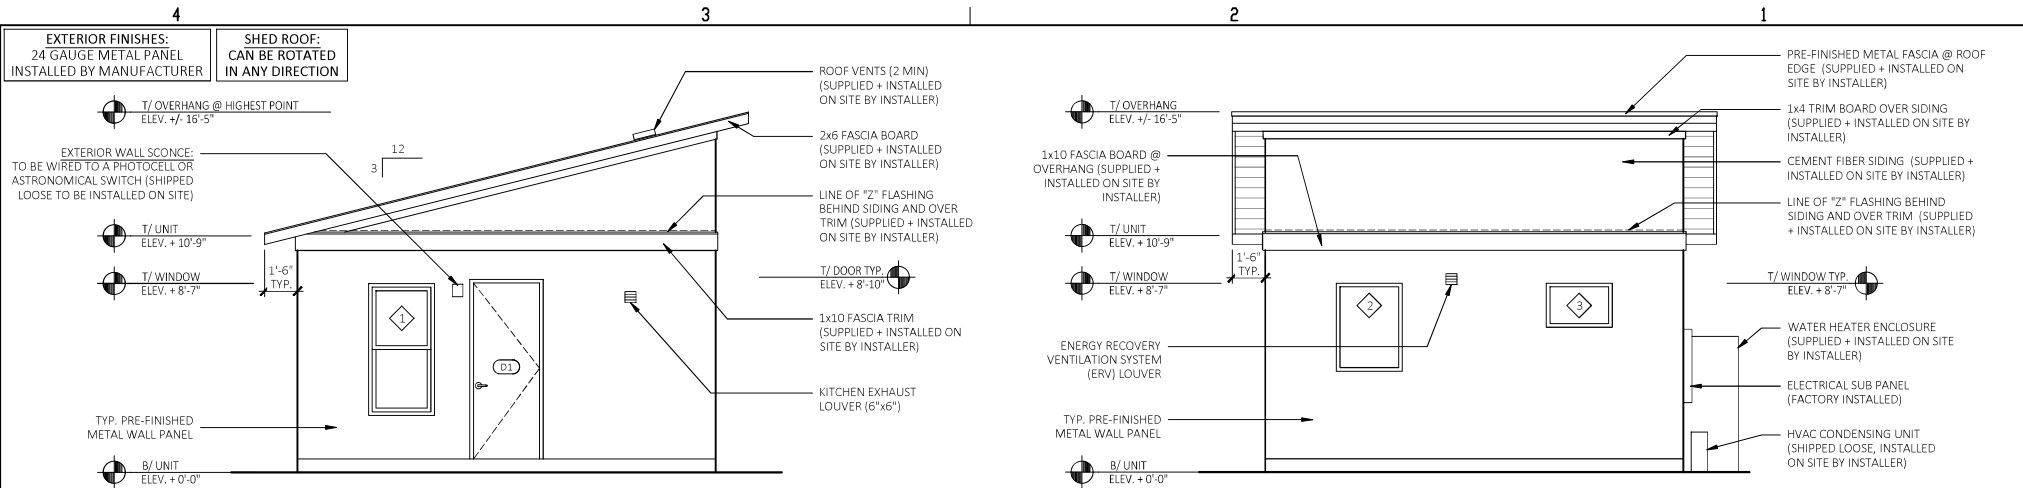 4
3
2
1
EXTERIOR FINISHES:
24 GAUGE METAL PANEL
INSTALLED BY MANUFACTURER
SHED ROOF:
CAN BE ROTATED
IN ANY DIRECTION
T/ OVERHANG @ HIGHEST POINT
ELEV. +/- 16'-5"
EXTERIOR WALL SCONCE:
TO BE WIRED TO A PHOTOCELL OR
ASTRONOMICAL SWITCH (SHIPPED
LOOSE TO BE INSTALLED ON SITE)
T/ UNIT
ELEV. + 10'-9"
T/ WINDOW
ELEV. + 8'-7"
1'-6"
TYP.
TYP. PRE-FINISHED
METAL WALL PANEL
B/ UNIT
ELEV. + 0'-0"
12
3
1
D1
ROOF VENTS (2 MIN)
(SUPPLIED + INSTALLED
ON SITE BY INSTALLER)
2x6 FASCIA BOARD
(SUPPLIED + INSTALLED
ON SITE BY INSTALLER)
LINE OF "Z" FLASHING
BEHIND SIDING AND OVER
TRIM (SUPPLIED + INSTALLED
ON SITE BY INSTALLER)
T/ DOOR TYP.
ELEV. + 8'-10"
1x10 FASCIA TRIM
(SUPPLIED + INSTALLED ON
SITE BY INSTALLER)
KITCHEN EXHAUST
LOUVER (6"x6")
T/ OVERHANG
ELEV. +/- 16'-5"
1x10 FASCIA BOARD @
OVERHANG (SUPPLIED +
INSTALLED ON SITE BY
INSTALLER)
T/ UNIT
ELEV. + 10'-9"
T/ WINDOW
ELEV. + 8'-7"
1'-6"
TYP.
ENERGY RECOVERY
VENTILATION SYSTEM
(ERV) LOUVER
TYP. PRE-FINISHED
METAL WALL PANEL
B/ UNIT
ELEV. + 0'-0"
2
3
PRE-FINISHED METAL FASCIA @ ROOF
EDGE (SUPPLIED + INSTALLED ON
SITE BY INSTALLER)
1x4 TRIM BOARD OVER SIDING
(SUPPLIED + INSTALLED ON SITE BY
INSTALLER)
CEMENT FIBER SIDING (SUPPLIED +
INSTALLED ON SITE BY INSTALLER)
LINE OF "Z" FLASHING BEHIND
SIDING AND OVER TRIM (SUPPLIED
+ INSTALLED ON SITE BY INSTALLER)
T/ WINDOW TYP.
ELEV. + 8'-7"
WATER HEATER ENCLOSURE
(SUPPLIED + INSTALLED ON SITE
BY INSTALLER)
ELECTRICAL SUB PANEL
(FACTORY INSTALLED)
HVAC CONDENSING UNIT
(SHIPPED LOOSE, INSTALLED
ON SITE BY INSTALLER)